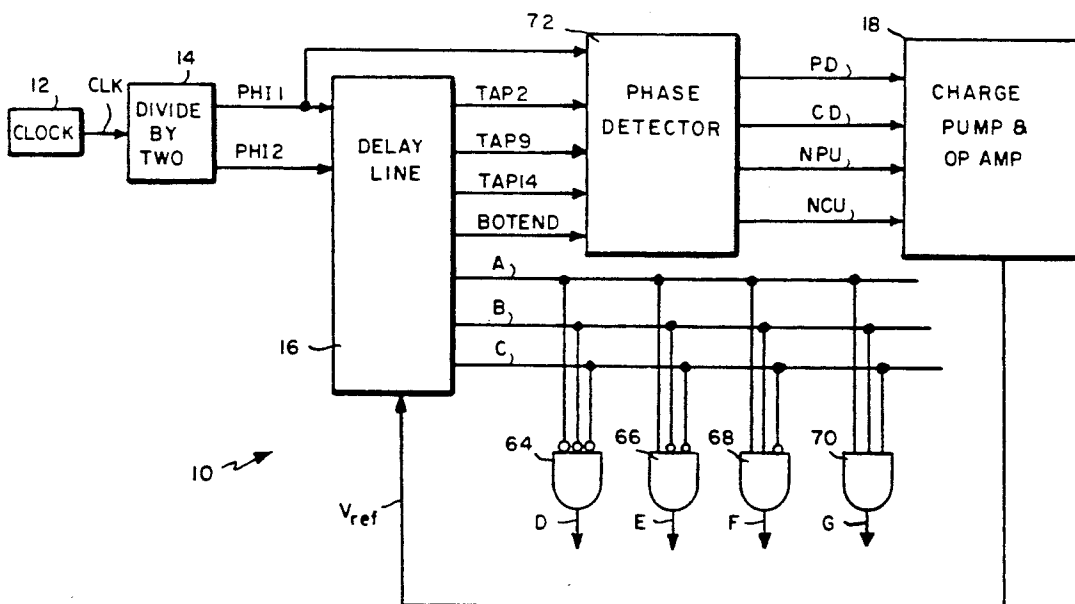 72
18
14
12
CLK
CLOCK
DIVIDE
BY
TWO
PHI1
PHI2
DELAY
LINE
16
TAP2
TAP9
TAP14
BOTEND
A
B
C
PHASE
DETECTOR
PD
CD
NPU
NCU
CHARGE
PUMP &
OP AMP
64
66
68
70
10
Vref
D
E
F
G